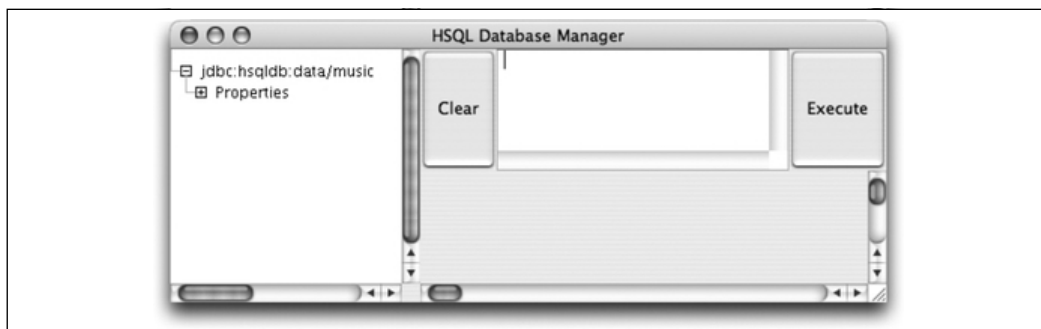 HSQL Database Manager
jdbc:hsqldb:data/music
Properties
Clear
Execute